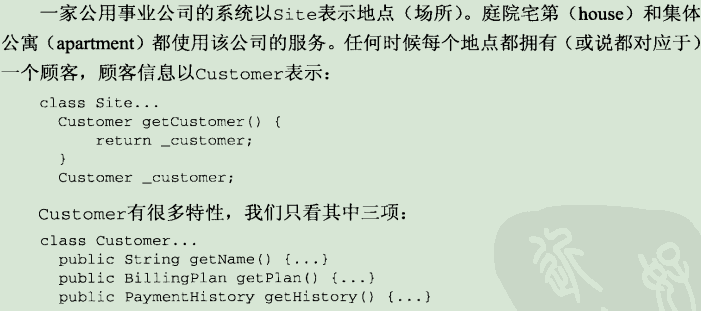 一家公用事业公司的系统以Site表示地点（场所）。庭院宅第（house）和集体
公寓（apartment）都使用该公司的服务。任何时候每个地点都拥有（或说都对应于）
一个顾客，顾客信息以Customer表示：
class Site...
Customer getCustomer() {
return _customer;
}
Customer _customer;
Customer有很多特性，我们只看其中三项：
class Customer...
public String getName() {...}
public BillingPlan getPlan() {...}
public PaymentHistory getHistory() {...}